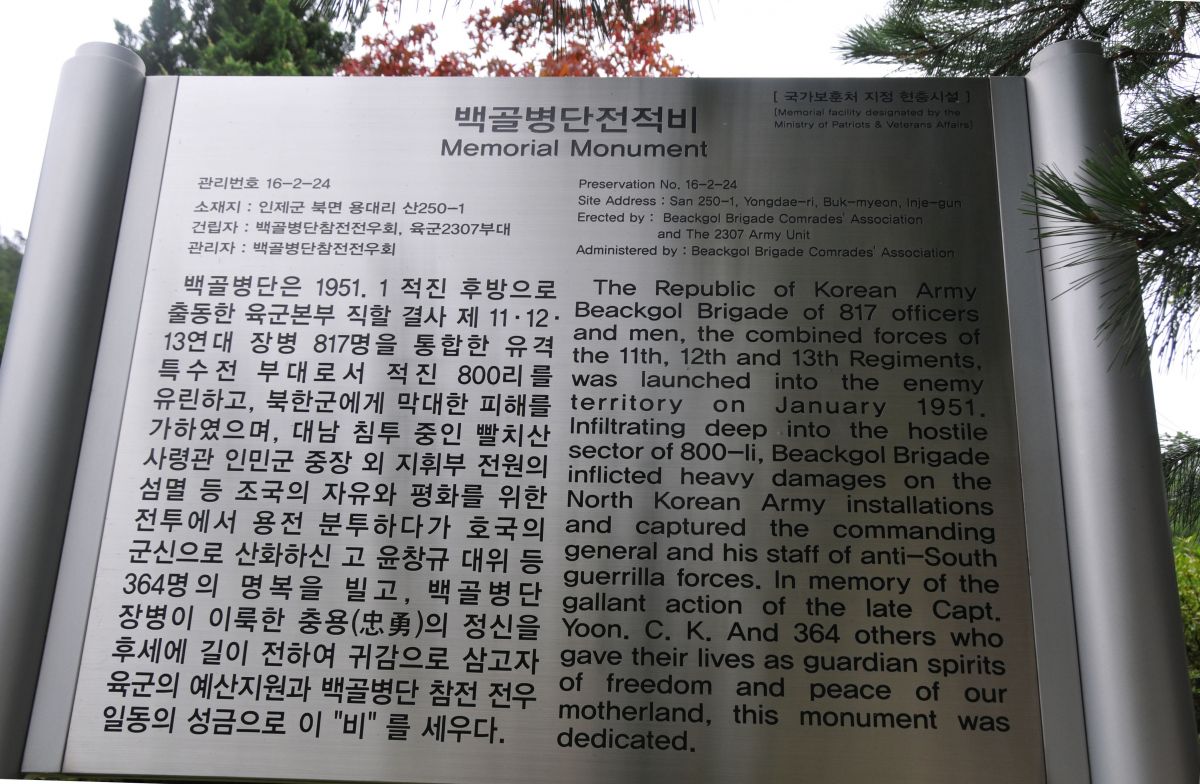 [ 국가보훈처 지정 현충시설 ]
[Memorial facility designated by the
Ministry of Patriots & Veterans Affairs]
백골병단전적비
Memorial Monument
관리번호 16-2-24
소재지 : 인제군 북면 용대리 산250-1
건립자 : 백골병단참전전우회, 육군2307부대
관리자 : 백골병단참전전우회
Preservation No. 16-2-24
Site Address : San 250-1, Yongdae-ri, Buk-myeon, Inje-gun
Erected by : Beackgol Brigade Comrades' Association
and The 2307 Army Unit
Administered by : Beackgol Brigade Comrades' Association
백골병단은 1951. 1 적진 후방으로
출동한 육군본부 직할 결사 제 11·12·
13연대 장병 817명을 통합한 유격
특수전 부대로서 적진 800리를
유린하고, 북한군에게 막대한 피해를
가하였으며, 대남 침투 중인 빨치산
사령관 인민군 중장 외 지휘부 전원의
섬멸 등 조국의 자유와 평화를 위한
전투에서 용전 분투하다가 호국의
군신으로 산화하신 고 윤창규 대위 등
364명의 명복을 빌고, 백골병단
장병이 이룩한 충용(忠勇)의 정신을
후세에 길이 전하여 귀감으로 삼고자
육군의 예산지원과 백골병단 참전 전우
일동의 성금으로 이 "비" 를 세우다.
The Republic of Korean Army
Beackgol Brigade of 817 officers
and men, the combined forces of
the 11th, 12th and 13th Regiments,
was launched into the enemy
territory on January 1951.
Infiltrating deep into the hostile
sector of 800-li, Beackgol Brigade
inflicted heavy damages on the
North Korean Army installations
and captured the commanding
general and his staff of anti-South
guerrilla forces. In memory of the
gallant action of the late Capt.
Yoon. C. K. And 364 others who
gave their lives as guardian spirits
of freedom and peace of our
motherland, this monument was
dedicated.